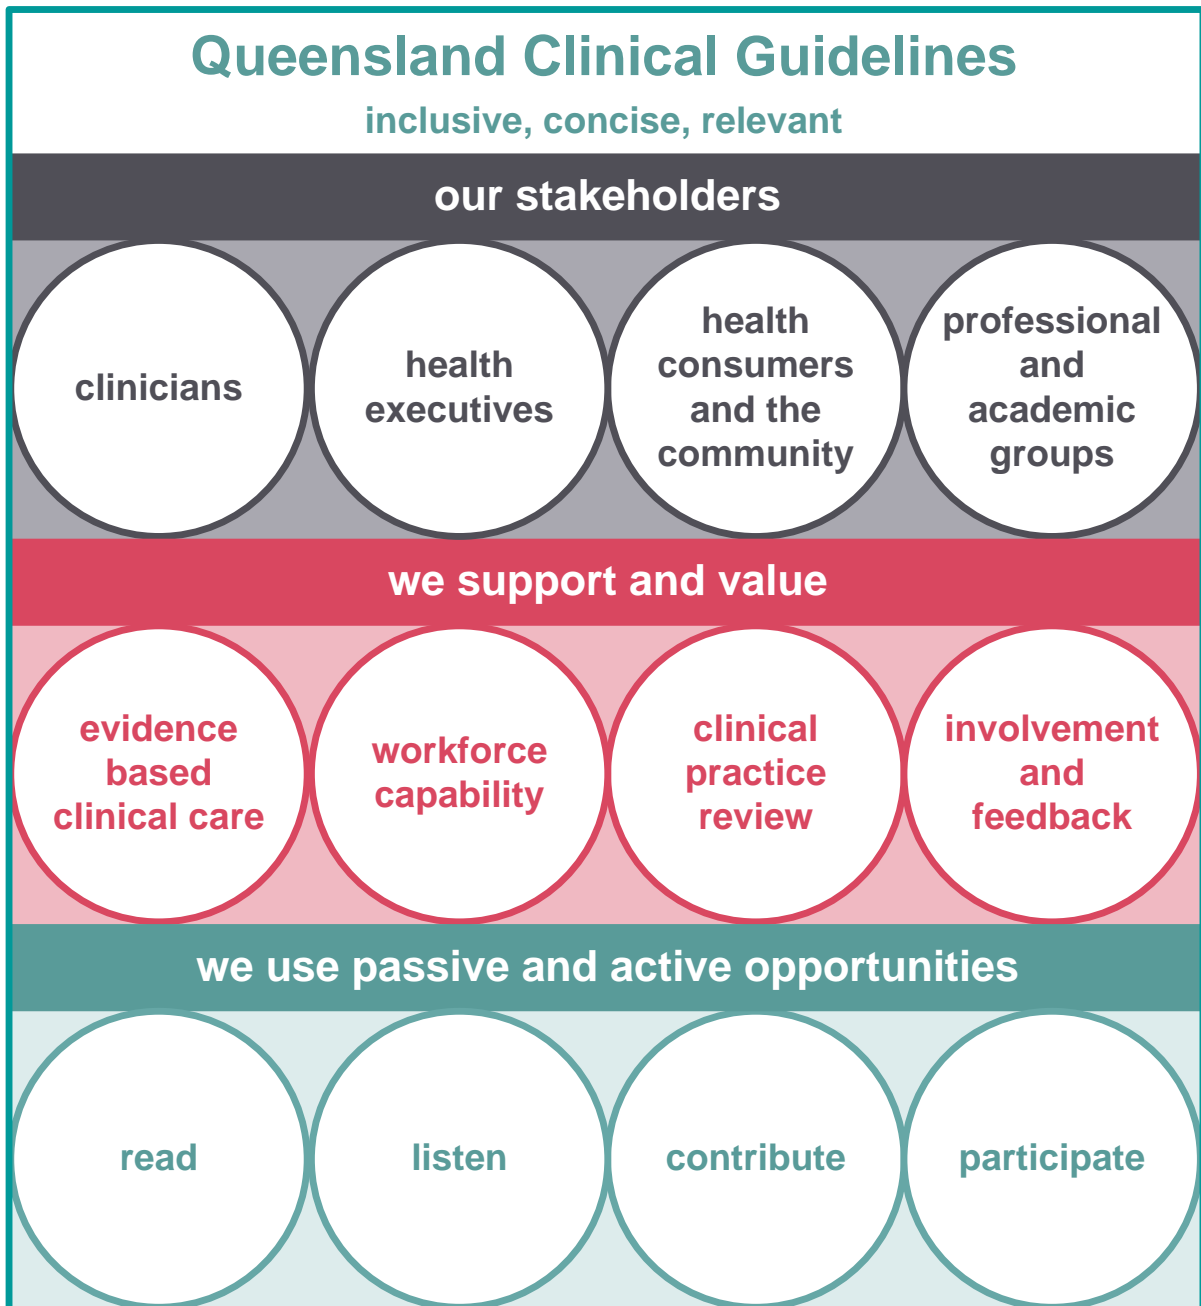 Queensland Clinical Guidelines
inclusive, concise, relevant
our stakeholders
clinicians
health
executives
health
consumers
and the
community
professional
and
academic
groups
we support and value
evidence
based
clinical care
workforce
capability
clinical
practice
review
involvement
and
feedback
we use passive and active opportunities
read
listen
contribute
participate